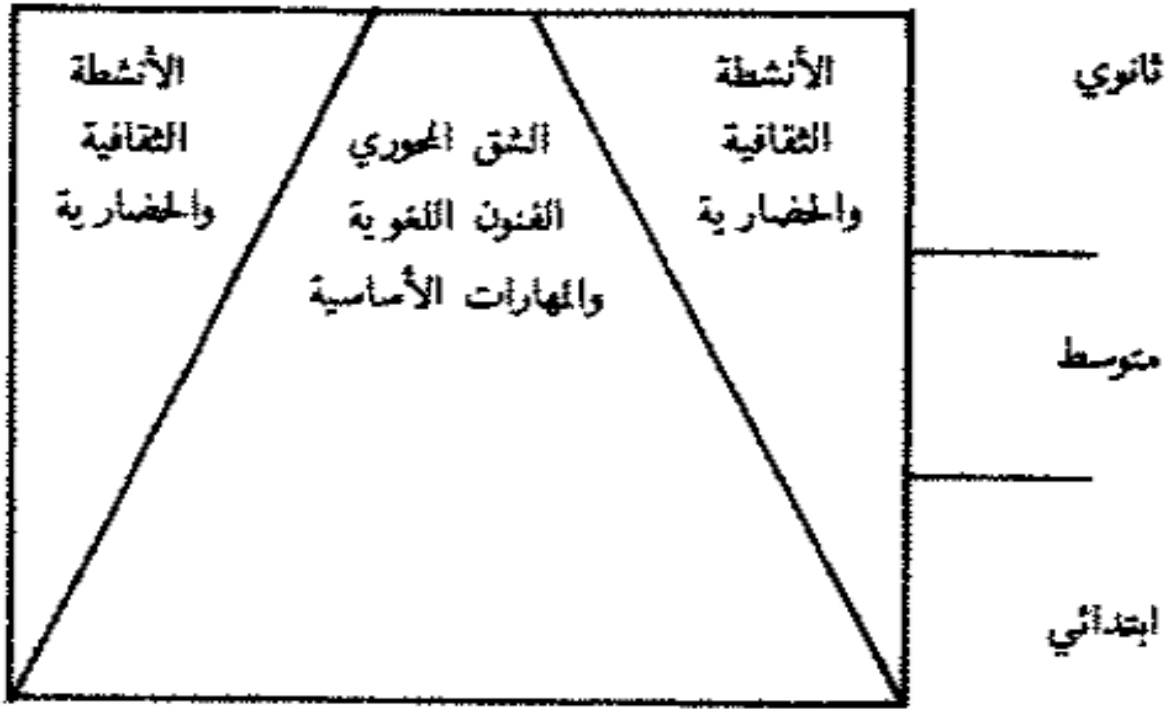 ثانوي
الأنشطة
الثقافية
والحضارية
الشق المحوري
الفنون اللغوية
والمهارات الأساسية
الأنشطة
الثقافية
والحضارية
متوسط
ابتدائي